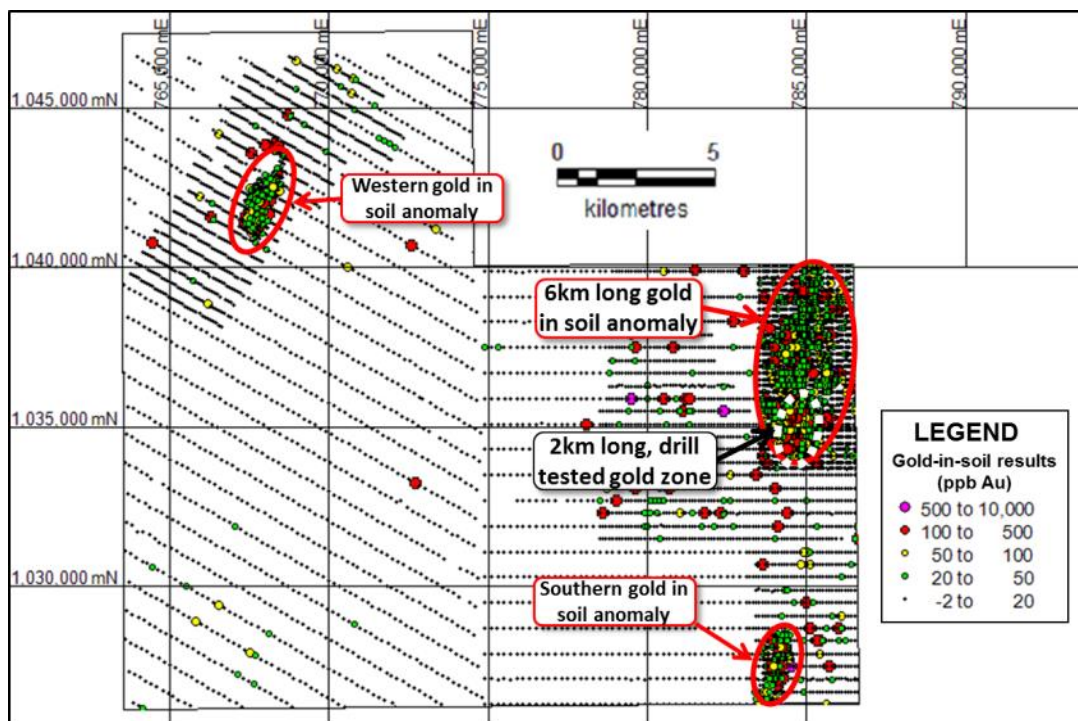 765,000 mE
770,000 mE
775,000 mE
780,000 mE
785,000 mE
790,000 mE
1.045,000 mN
0 5
kilometres
Western gold in
soil anomaly
1.040,000 mN
6km long gold
in soil anomaly
1.035,000 mN
2km long, drill
tested gold zone
LEGEND
Gold-in-soil results
(ppb Au)
500 to 10,000
100 to 500
50 to 100
20 to 50
-2 to 20
1.030,000 mN
Southern gold in
soil anomaly